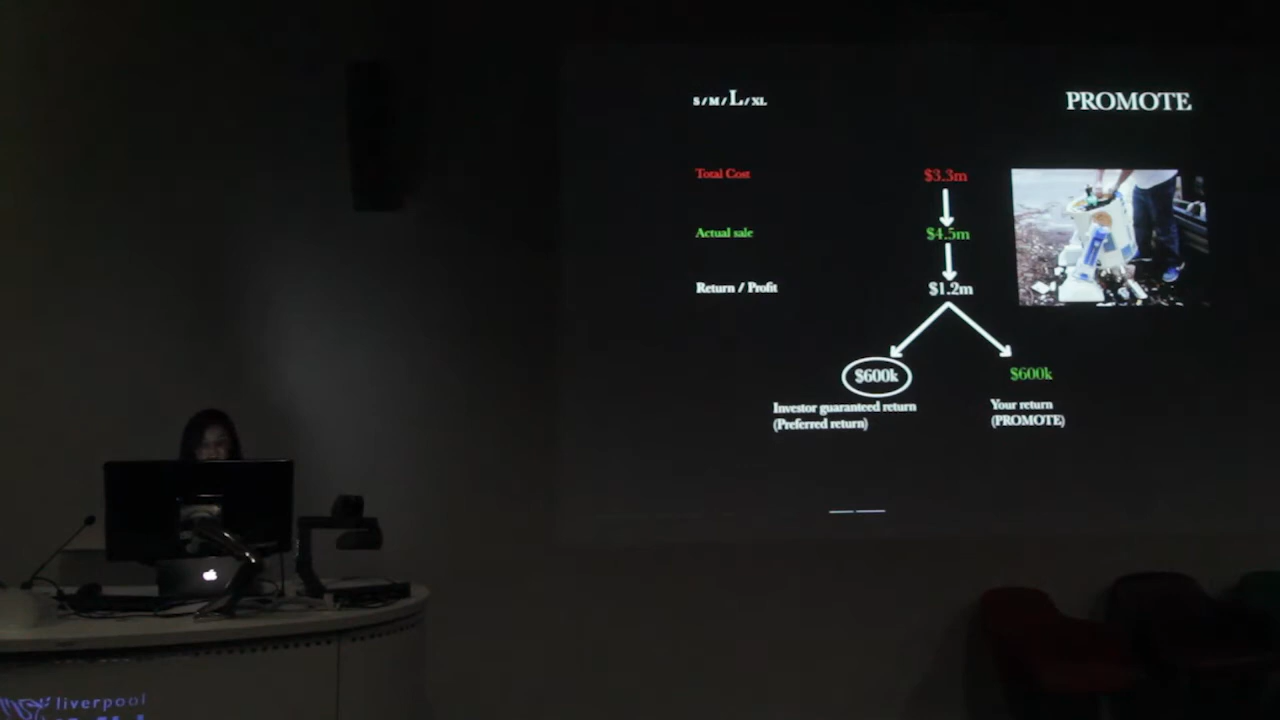 S / M / L / XL
PROMOTE
Total Cost
$3.3m
Actual sale
$4.5m
Return / Profit
$1.2m
$600k
$600k
Investor guaranteed return
(Preferred return)
Your return
(PROMOTE)
liverpool